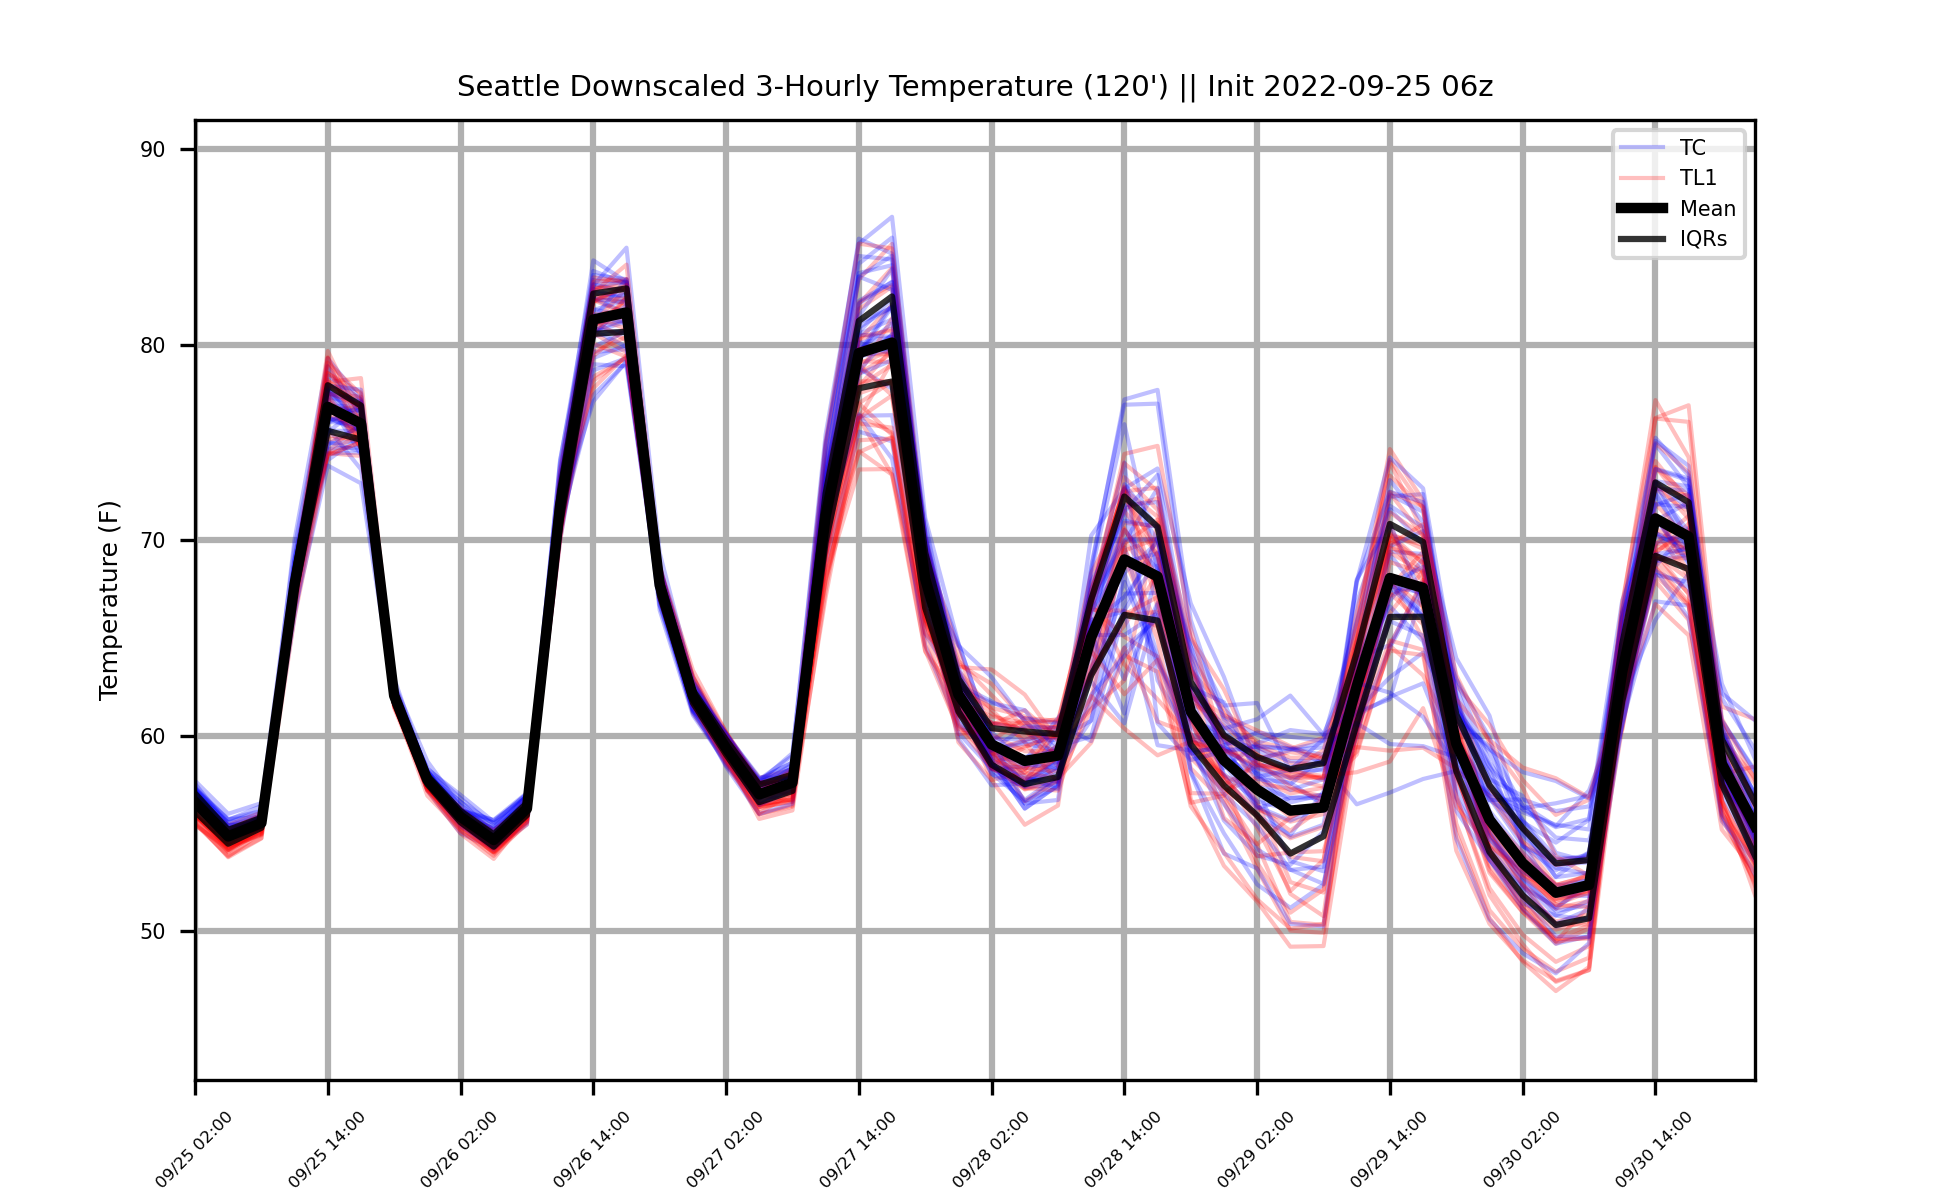 Seattle Downscaled 3-Hourly Temperature (120') || Init 2022-09-25 06z
Temperature (F)
90
80
70
60
50
TC
TL1
Mean
IQRs
09/25 02:00
09/25 14:00
09/26 02:00
09/26 14:00
09/27 02:00
09/27 14:00
09/28 02:00
09/28 14:00
09/29 02:00
09/29 14:00
09/30 02:00
09/30 14:00